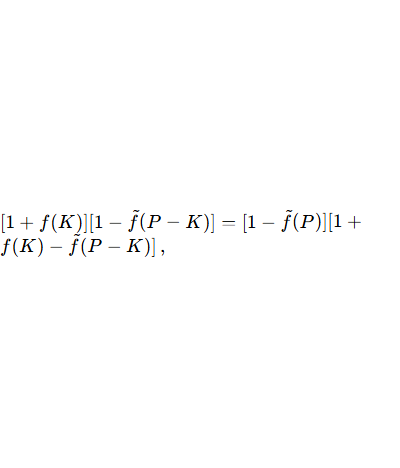 [1 + f(K)][1 − f̃(P − K)] = [1 − f̃(P)][1 +
f(K) − f̃(P − K)] ,